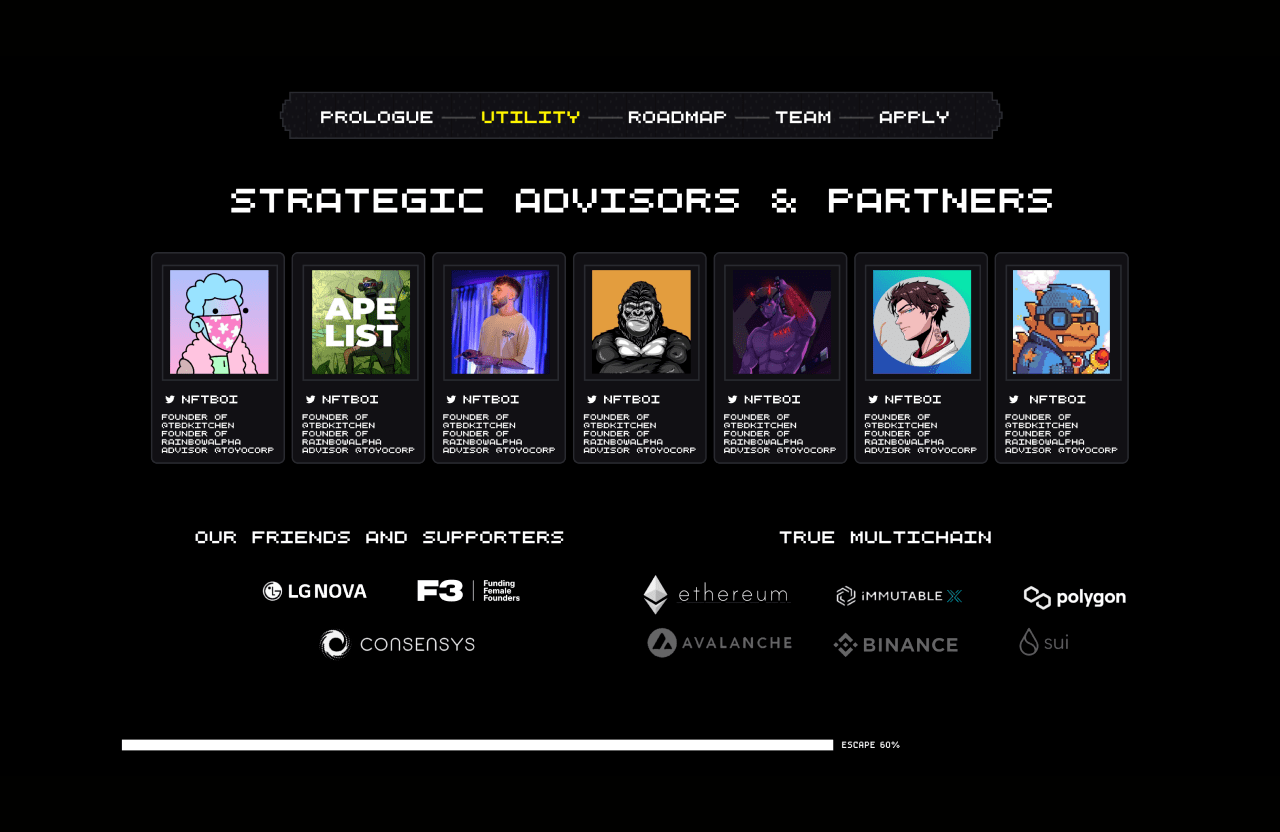 PROLOGUE UTILITY ROADMAP TEAM APPLY
STRATEGIC ADVISORS & PARTNERS
APE
LIST
NFTBOI
FOUNDER OF
@TBDKITCHEN
FOUNDER OF
RAINBOWALPHA
ADVISOR @TOYOCORP
NFTBOI
FOUNDER OF
@TBDKITCHEN
FOUNDER OF
RAINBOWALPHA
ADVISOR @TOYOCORP
NFTBOI
FOUNDER OF
@TBDKITCHEN
FOUNDER OF
RAINBOWALPHA
ADVISOR @TOYOCORP
NFTBOI
FOUNDER OF
@TBDKITCHEN
FOUNDER OF
RAINBOWALPHA
ADVISOR @TOYOCORP
NFTBOI
FOUNDER OF
@TBDKITCHEN
FOUNDER OF
RAINBOWALPHA
ADVISOR @TOYOCORP
NFTBOI
FOUNDER OF
@TBDKITCHEN
FOUNDER OF
RAINBOWALPHA
ADVISOR @TOYOCORP
NFTBOI
FOUNDER OF
@TBDKITCHEN
FOUNDER OF
RAINBOWALPHA
ADVISOR @TOYOCORP
OUR FRIENDS AND SUPPORTERS
LG NOVA
F3
Funding
Female
Founders
CONSENSYS
TRUE MULTICHAIN
ethereum
iMMUTABLE X
polygon
AVALANCHE
BINANCE
sui
ESCAPE 60%